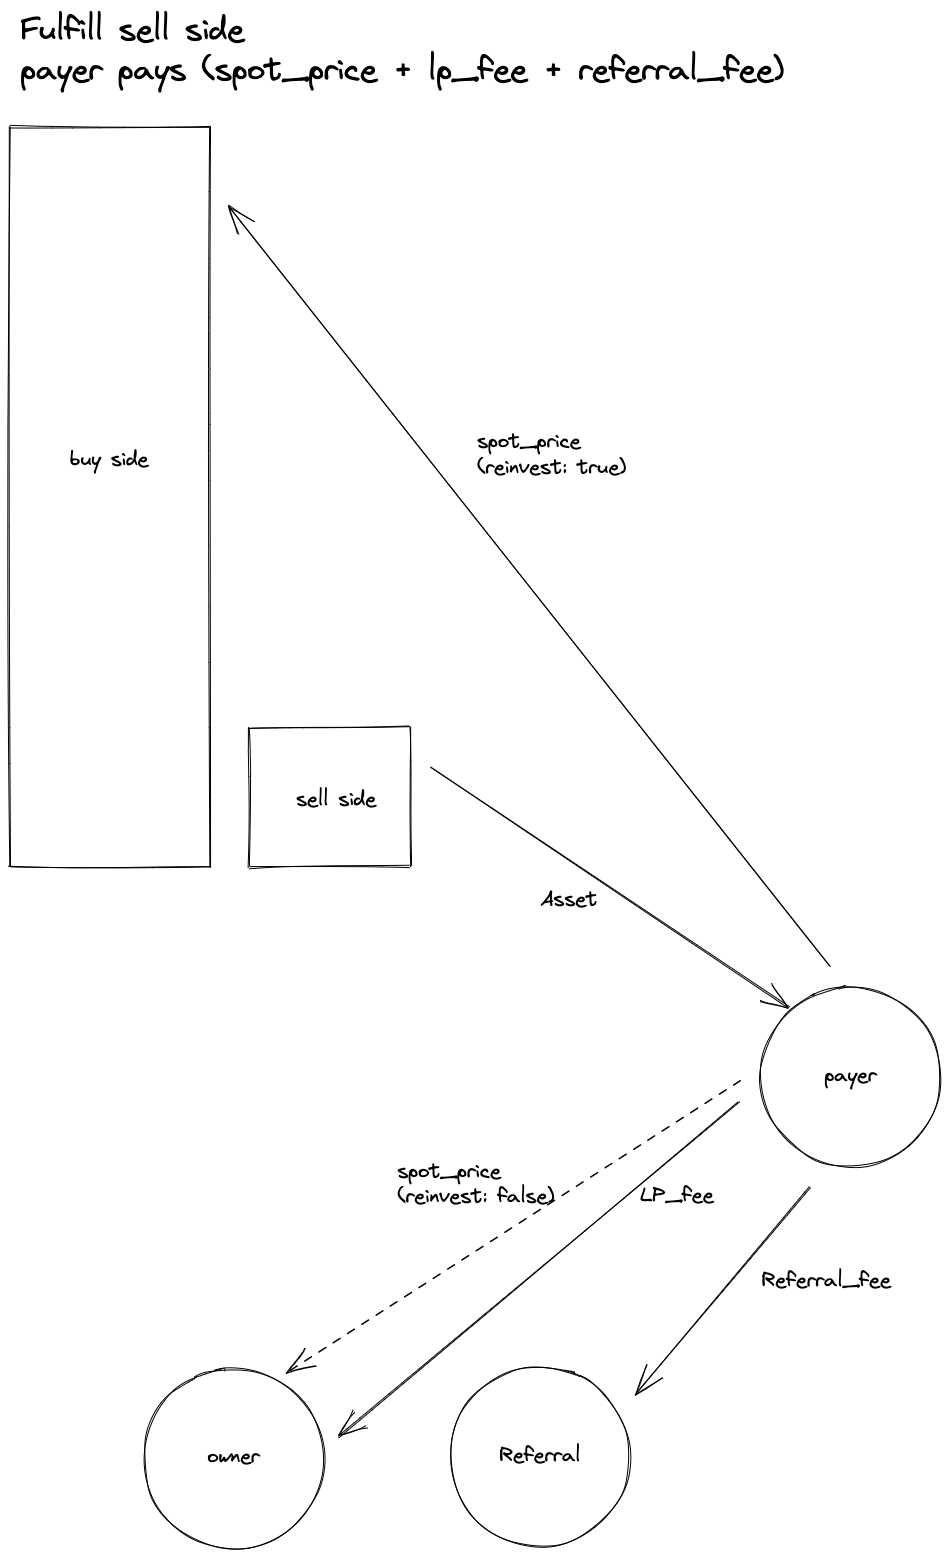 Fulfill sell side
payer pays (spot_price + lp_fee + referral_fee)
spot_price
(reinvest: true)
buy side
sell side
Asset
payer
spot_price
(reinvest: false)
LP_fee
Referral_fee
owner
Referral